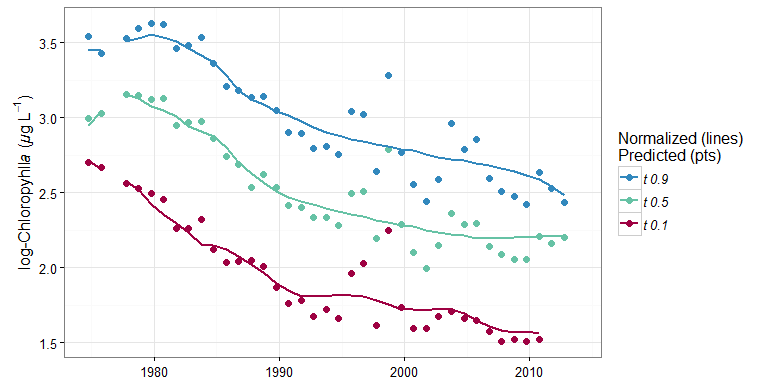 log-Chloropyhlla (µg L⁻¹)
3.5
3.0
2.5
2.0
1.5
1980
1990
2000
2010
Normalized (lines)
Predicted (pts)
τ 0.9
τ 0.5
τ 0.1